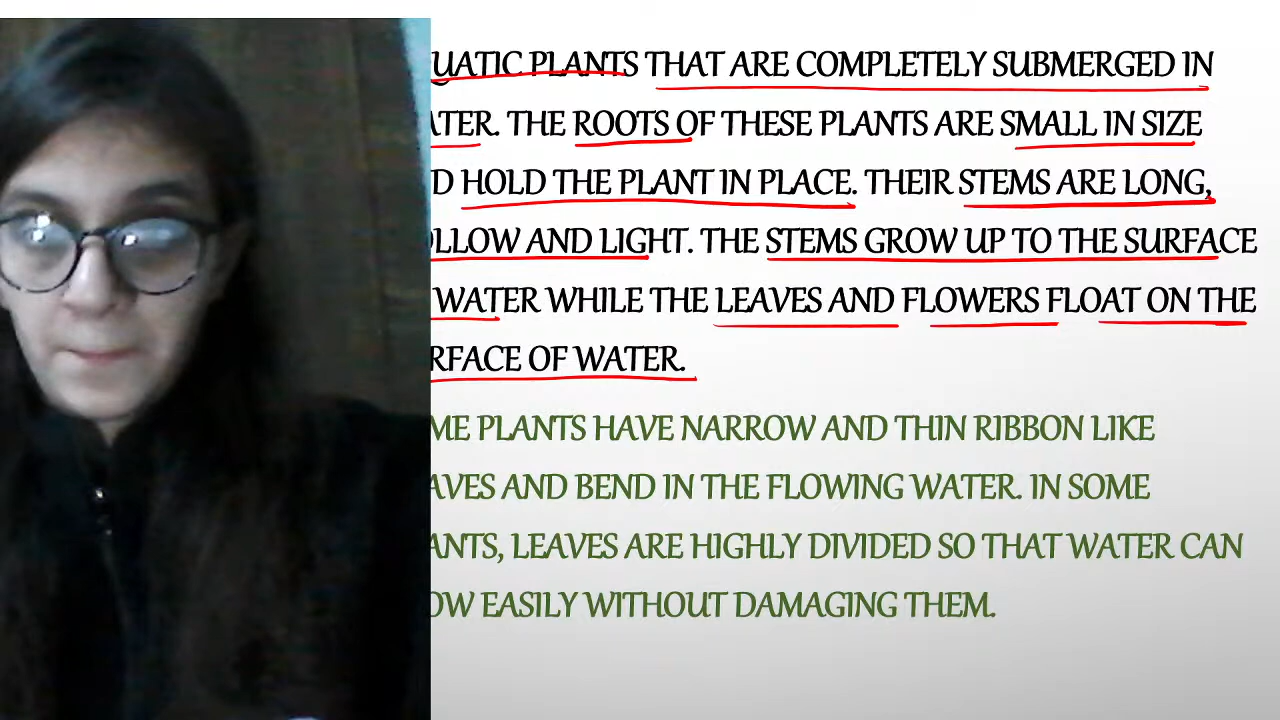 UATIC PLANTS THAT ARE COMPLETELY SUBMERGED IN
ATER. THE ROOTS OF THESE PLANTS ARE SMALL IN SIZE
D HOLD THE PLANT IN PLACE. THEIR STEMS ARE LONG,
OLLOW AND LIGHT. THE STEMS GROW UP TO THE SURFACE
WATER WHILE THE LEAVES AND FLOWERS FLOAT ON THE
RFACE OF WATER.
ME PLANTS HAVE NARROW AND THIN RIBBON LIKE
AVES AND BEND IN THE FLOWING WATER. IN SOME
ANTS, LEAVES ARE HIGHLY DIVIDED SO THAT WATER CAN
OW EASILY WITHOUT DAMAGING THEM.